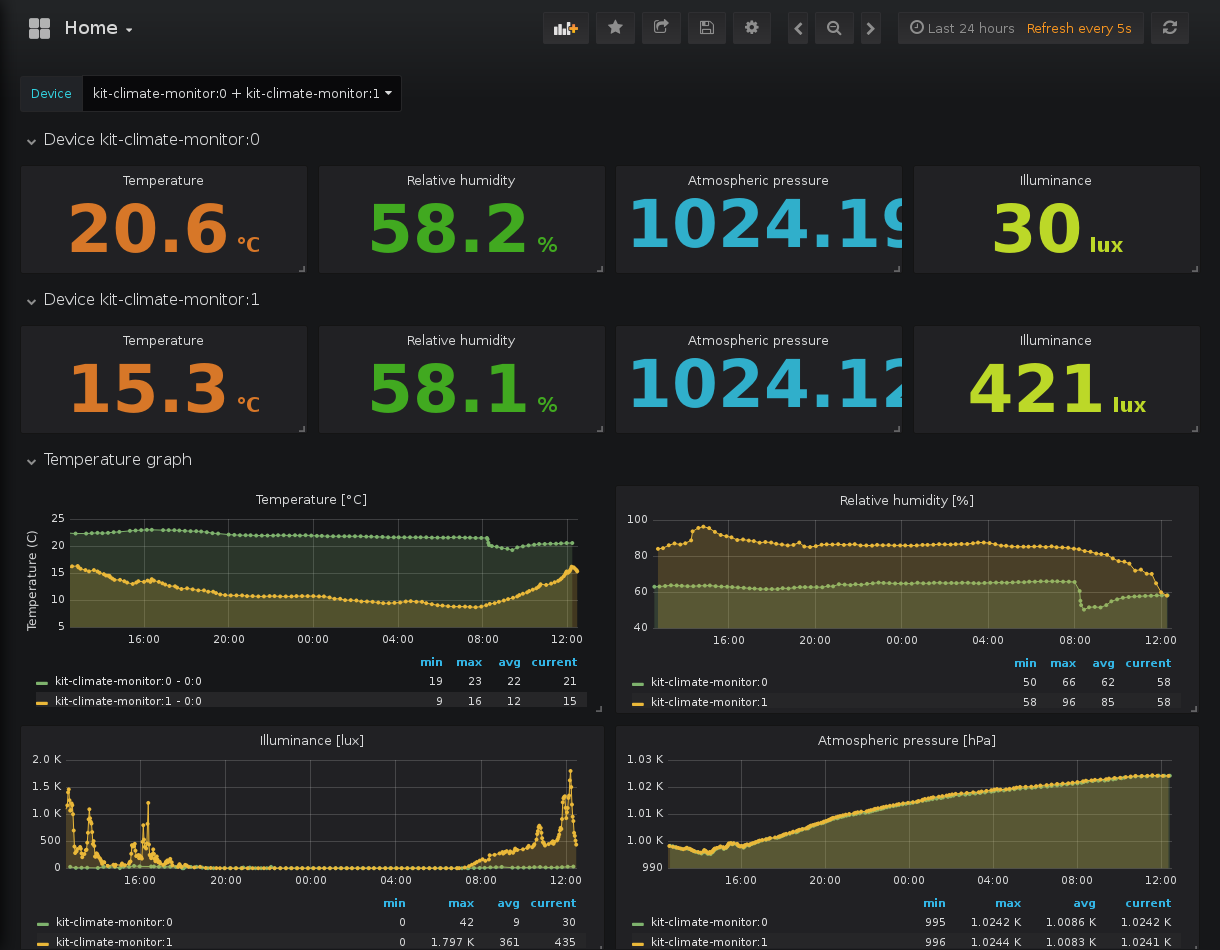 Home
Last 24 hours Refresh every 5s
Device kit-climate-monitor:0 + kit-climate-monitor:1
Device kit-climate-monitor:0
Temperature Relative humidity Atmospheric pressure Illuminance
20.6 °C 58.2 % 1024.19 30 lux
Device kit-climate-monitor:1
Temperature Relative humidity Atmospheric pressure Illuminance
15.3 °C 58.1 % 1024.12 421 lux
Temperature graph
Temperature [°C]
Temperature (C)
25
20
15
10
5
16:00 20:00 00:00 04:00 08:00 12:00
min max avg current
kit-climate-monitor:0 - 0:0 19 23 22 21
kit-climate-monitor:1 - 0:0 9 16 12 15
Relative humidity [%]
100
80
60
40
16:00 20:00 00:00 04:00 08:00 12:00
min max avg current
kit-climate-monitor:0 50 66 62 58
kit-climate-monitor:1 58 96 85 58
Illuminance [lux]
2.0 K
1.5 K
1.0 K
500
0
16:00 20:00 00:00 04:00 08:00 12:00
min max avg current
kit-climate-monitor:0 0 42 9 30
kit-climate-monitor:1 0 1.797 K 361 435
Atmospheric pressure [hPa]
1.03 K
1.02 K
1.01 K
1.00 K
990
16:00 20:00 00:00 04:00 08:00 12:00
min max avg current
kit-climate-monitor:0 995 1.0242 K 1.0086 K 1.0242 K
kit-climate-monitor:1 996 1.0244 K 1.0083 K 1.0241 K